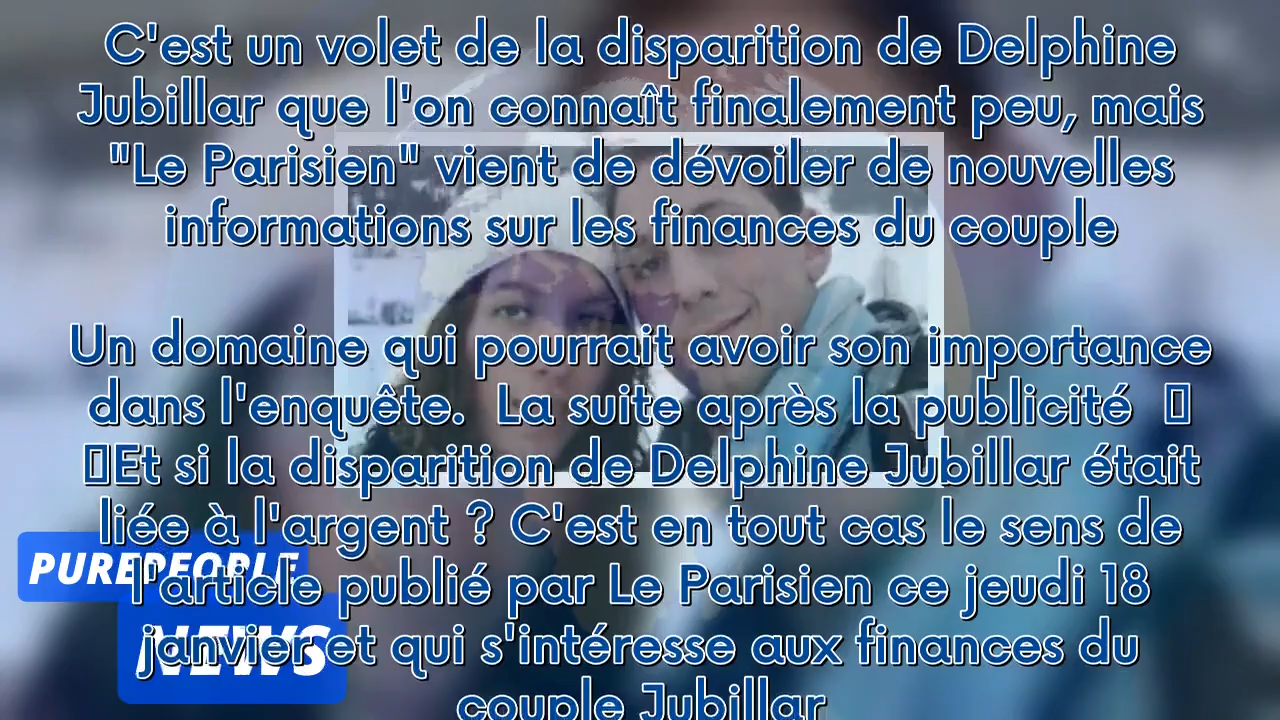 C'est un volet de la disparition de Delphine
Jubillar que l'on connaît finalement peu, mais
"Le Parisien" vient de dévoiler de nouvelles
informations sur les finances du couple
Un domaine qui pourrait avoir son importance
dans l'enquête.  La suite après la publicité
Et si la disparition de Delphine Jubillar était
liée à l'argent ? C'est en tout cas le sens de
l'article publié par Le Parisien ce jeudi 18
janvier et qui s'intéresse aux finances du
couple Jubillar
PUREPEOPLE
NEWS